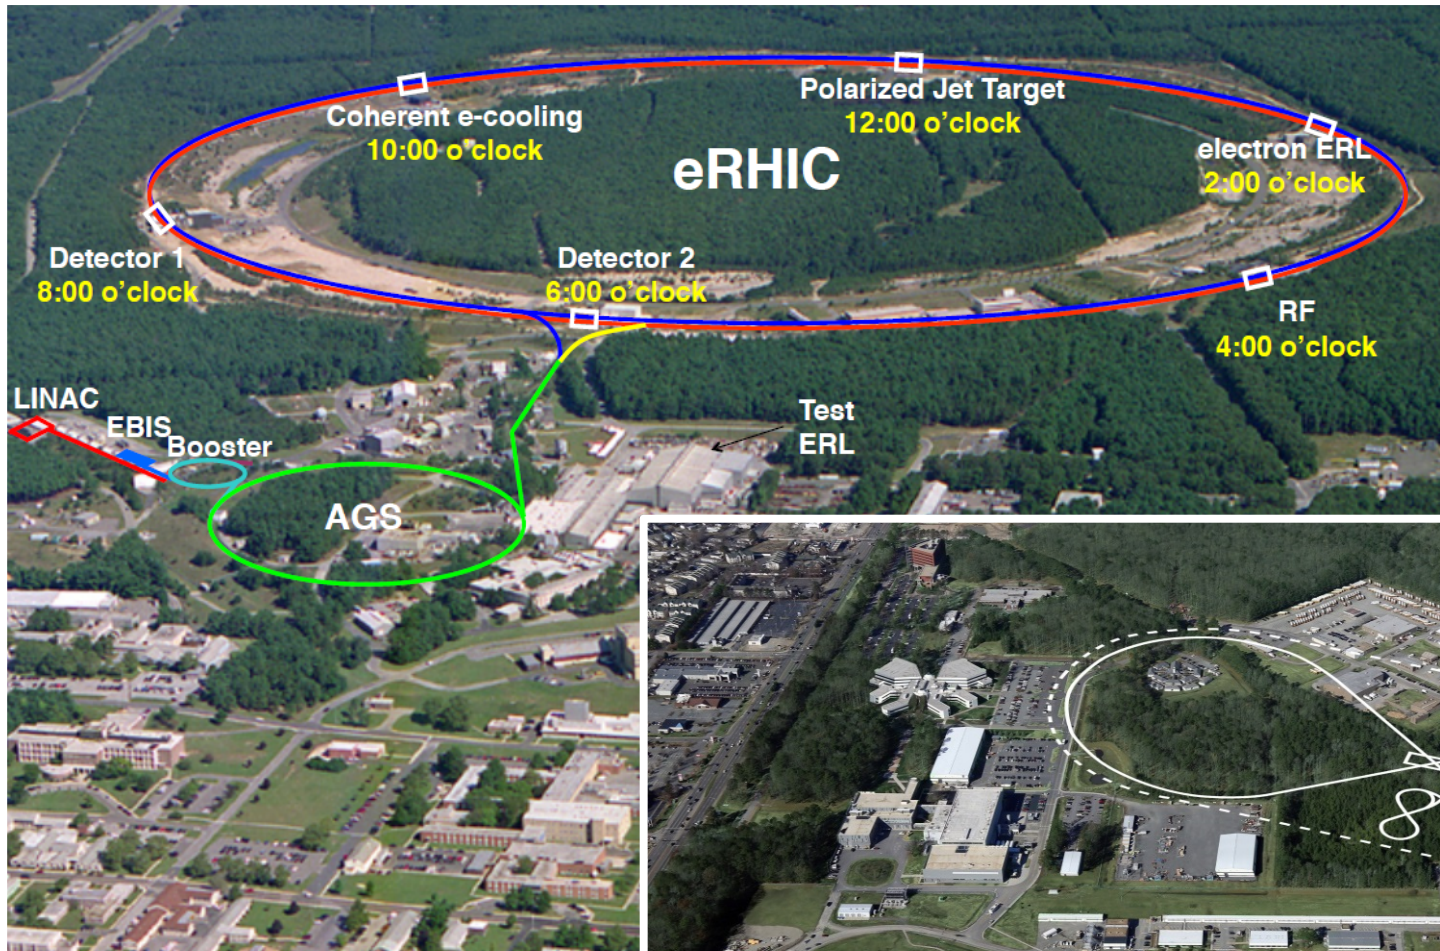 Coherent e-cooling
10:00 o'clock
Polarized Jet Target
12:00 o'clock
eRHIC
electron ERL
2:00 o'clock
Detector 1
8:00 o'clock
Detector 2
6:00 o'clock
RF
4:00 o'clock
LINAC
EBIS
Booster
Test
ERL
AGS